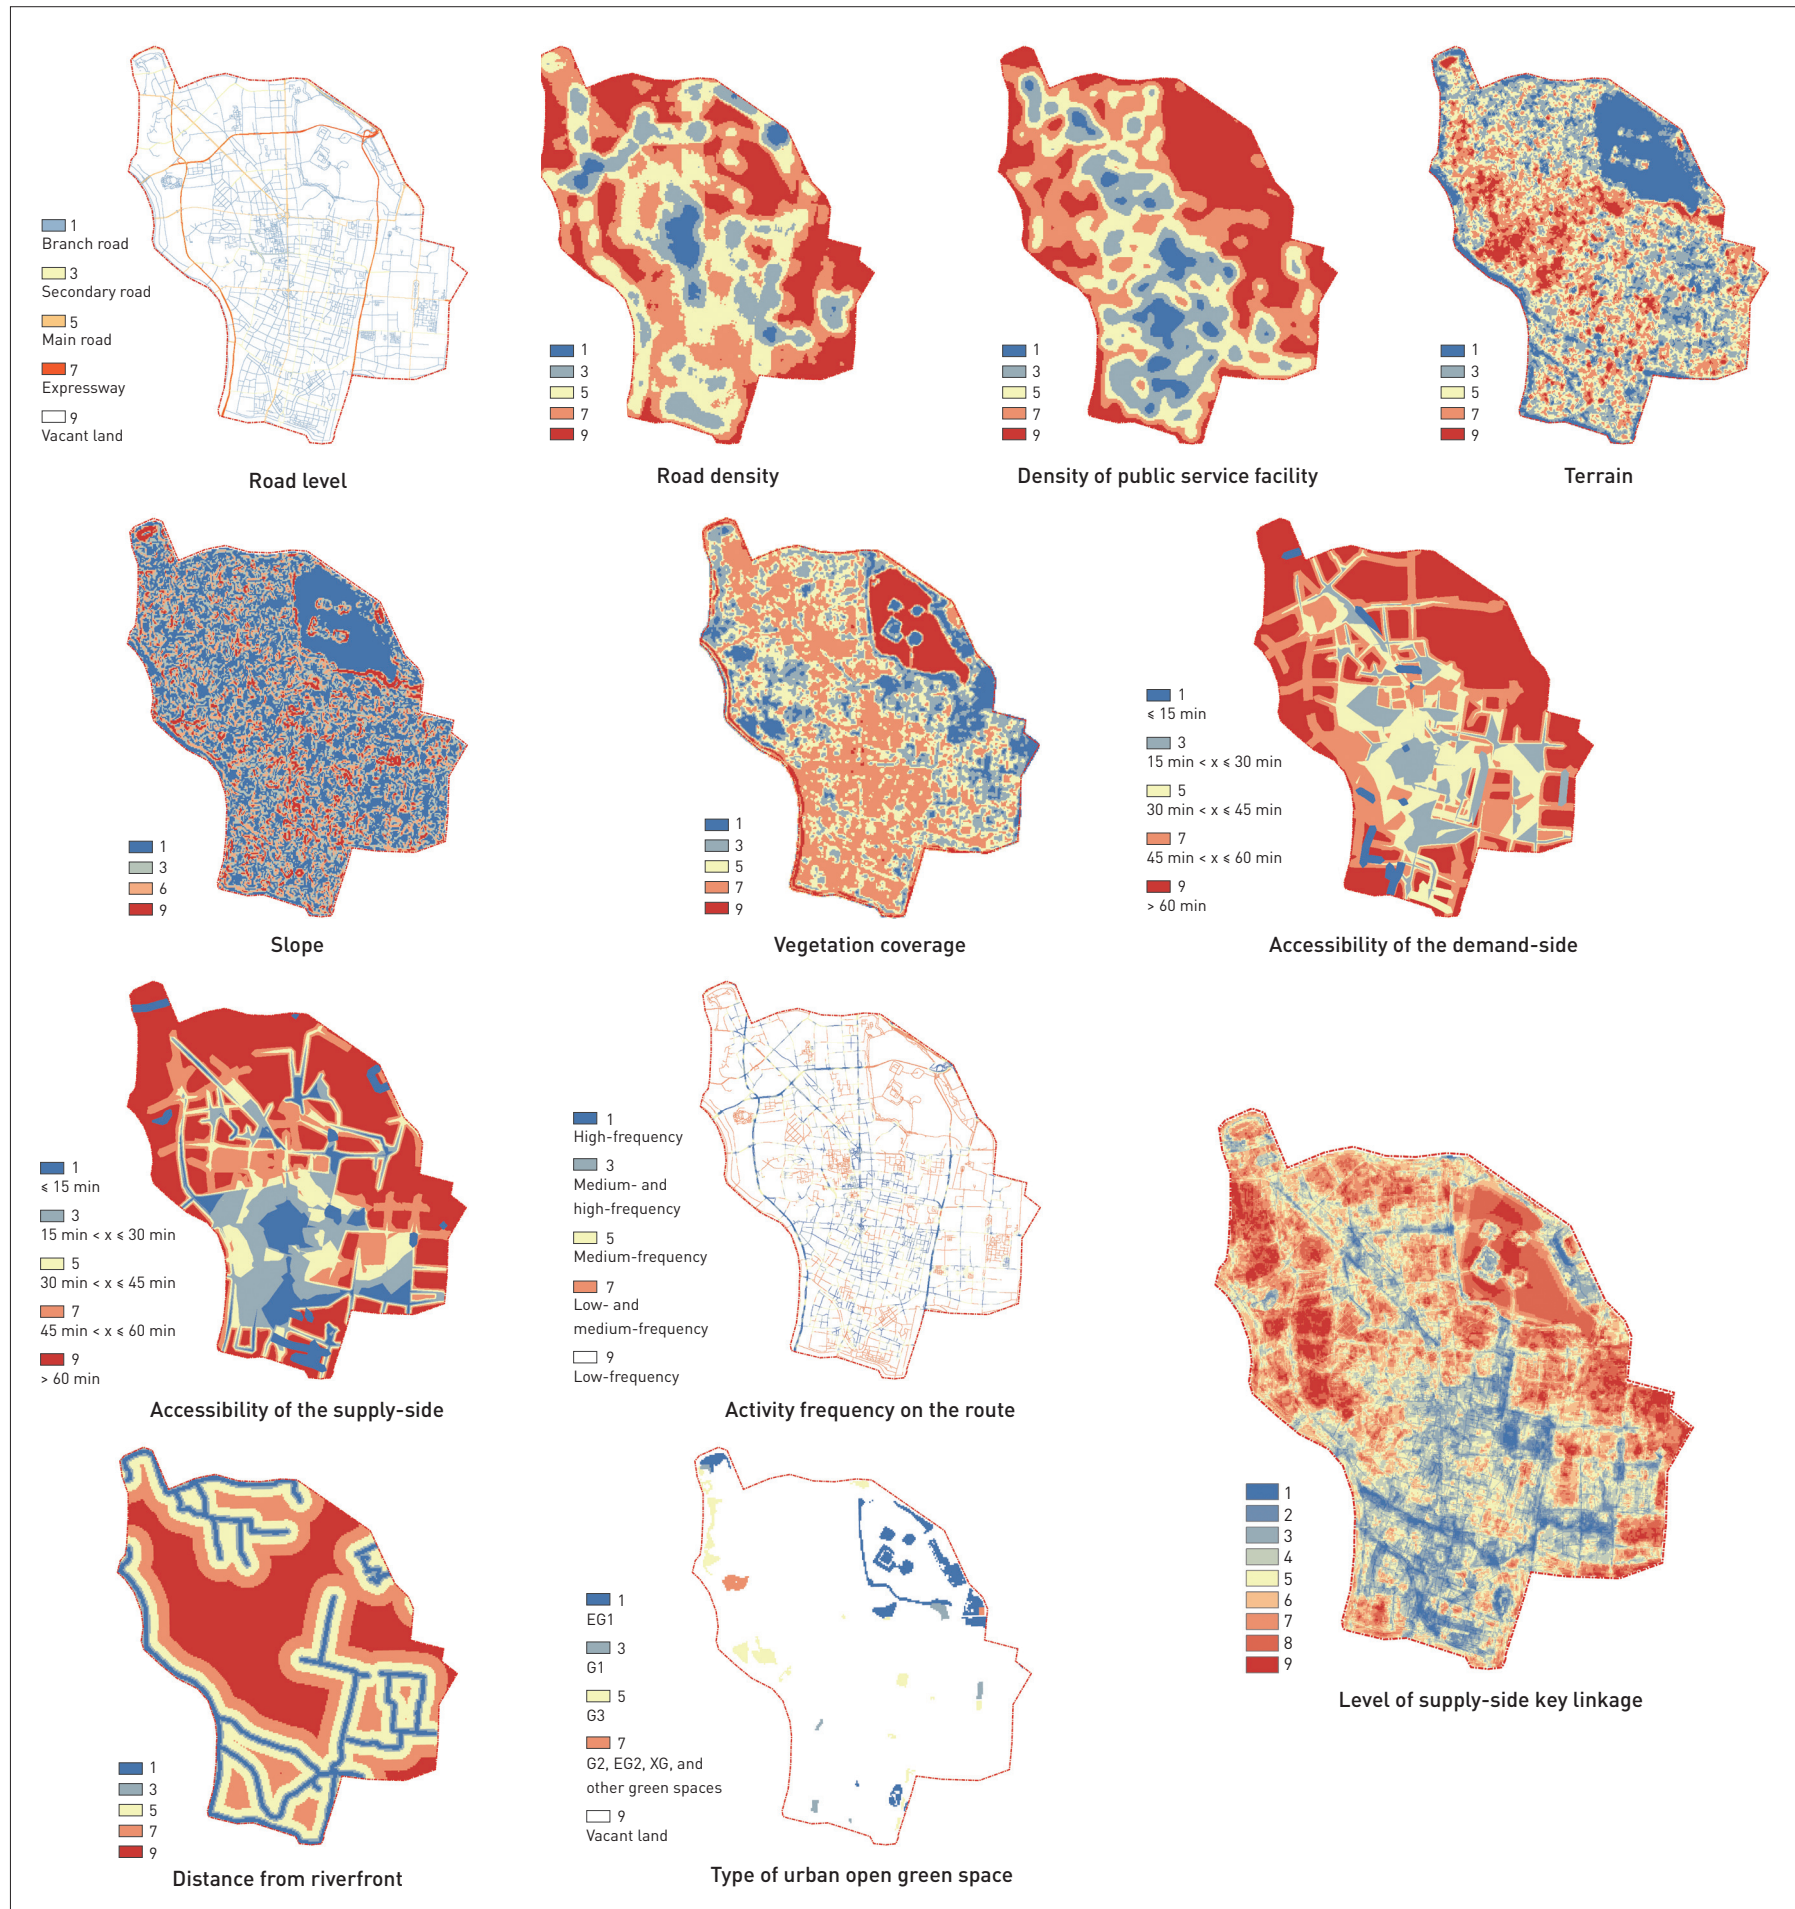 1
Branch road
3
Secondary road
5
Main road
7
Expressway
9
Vacant land
Road level
1
3
5
7
9
Road density
1
3
5
7
9
Density of public service facility
1
3
5
7
9
Terrain
1
3
6
9
Slope
1
3
5
7
9
Vegetation coverage
1
⩽ 15 min
3
15 min < x ⩽ 30 min
5
30 min < x ⩽ 45 min
7
45 min < x ⩽ 60 min
9
> 60 min
Accessibility of the demand-side
1
⩽ 15 min
3
15 min < x ⩽ 30 min
5
30 min < x ⩽ 45 min
7
45 min < x ⩽ 60 min
9
> 60 min
Accessibility of the supply-side
1
High-frequency
3
Medium- and
high-frequency
5
Medium-frequency
7
Low- and
medium-frequency
9
Low-frequency
Activity frequency on the route
1
2
3
4
5
6
7
8
9
Level of supply-side key linkage
1
3
5
7
9
Distance from riverfront
1
EG1
3
G1
5
G3
7
G2, EG2, XG, and
other green spaces
9
Vacant land
Type of urban open green space